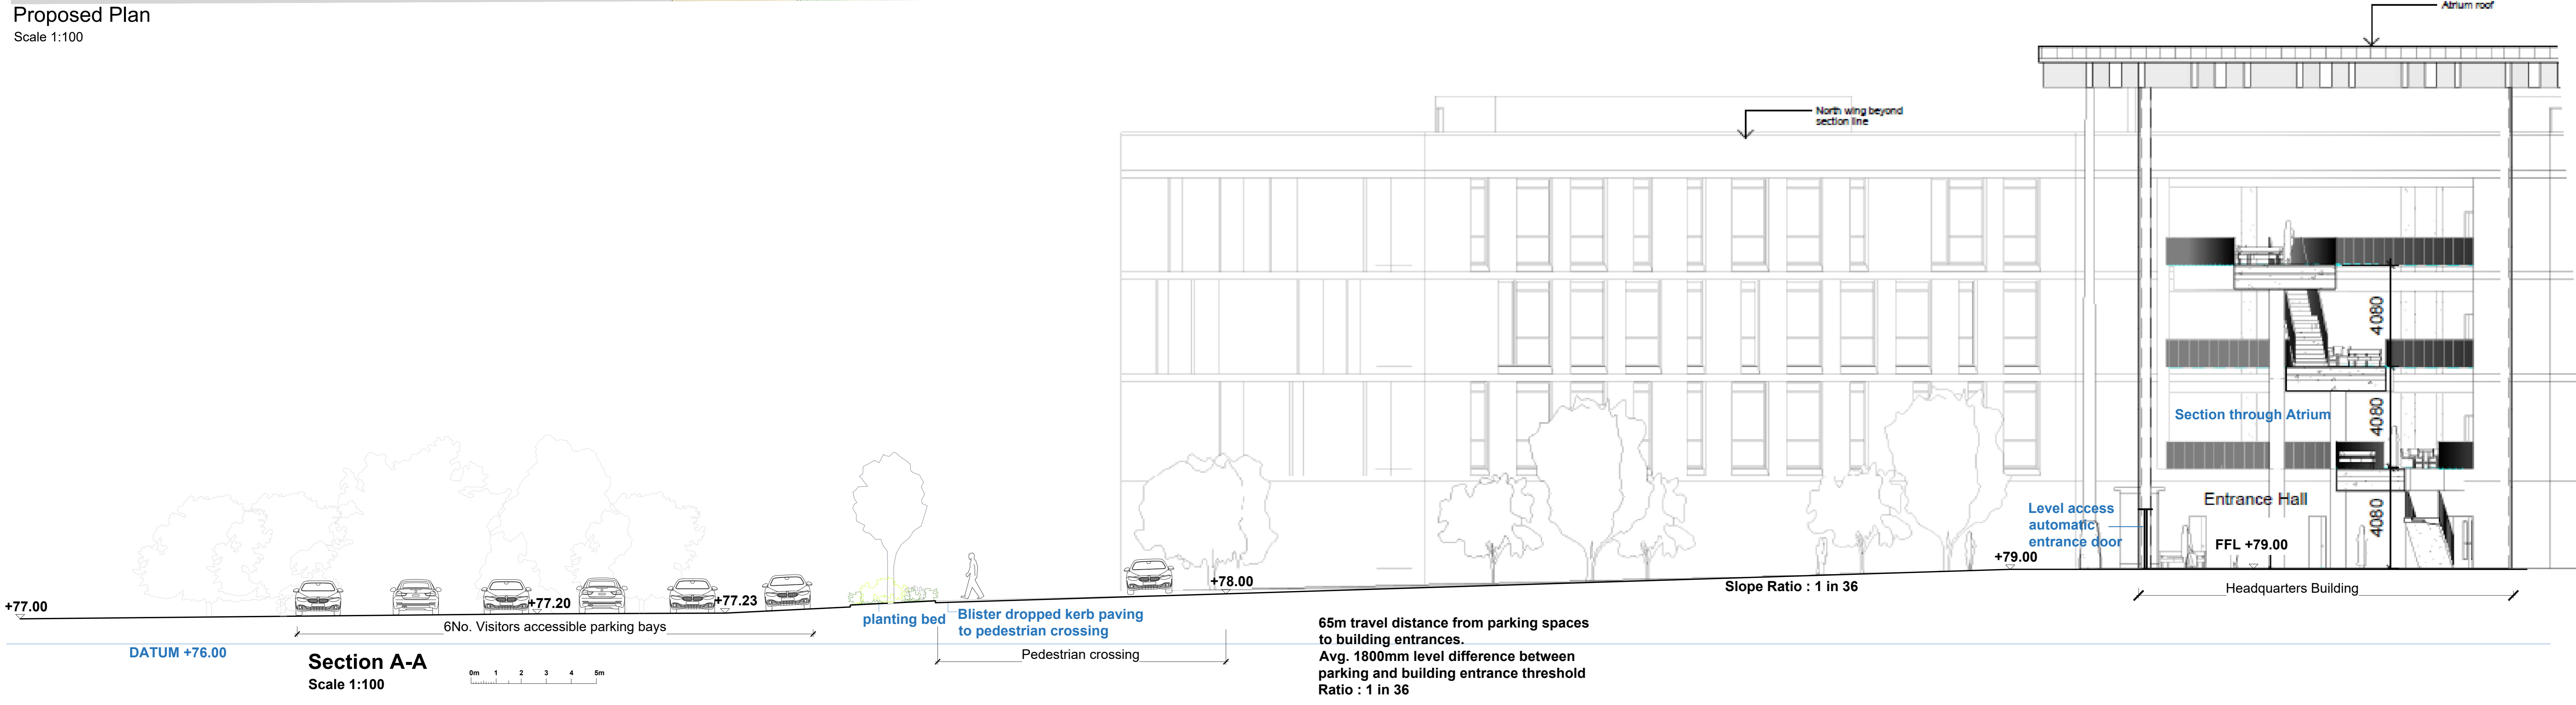 Proposed Plan
Scale 1:100
Atrium roof
North wing beyond
section line
4080
4080
4080
Section through Atrium
Entrance Hall
Level access
automatic
entrance door
FFL +79.00
+79.00
+78.00
Slope Ratio : 1 in 36
Headquarters Building
+77.00
+77.20
+77.23
6No. Visitors accessible parking bays
planting bed
Blister dropped kerb paving
to pedestrian crossing
Pedestrian crossing
DATUM +76.00
Section A-A
Scale 1:100
0m 1 2 3 4 5m
65m travel distance from parking spaces
to building entrances.
Avg. 1800mm level difference between
parking and building entrance threshold
Ratio : 1 in 36